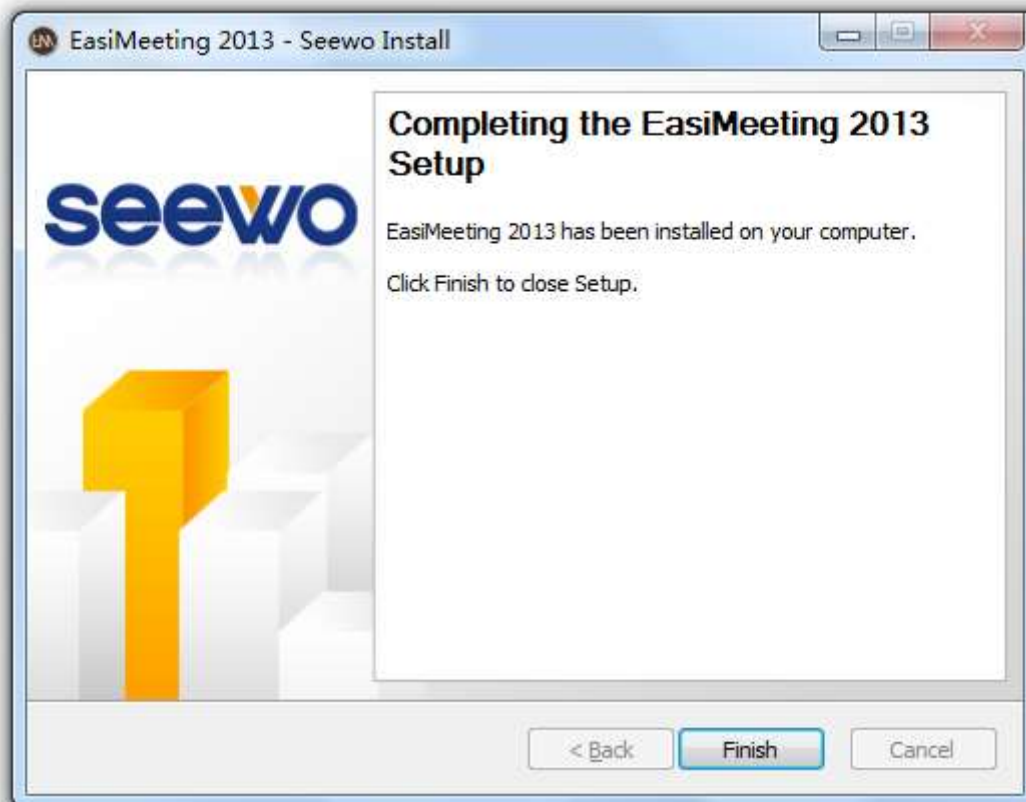 EasiMeeting 2013 - Seewo Install
seewo
Completing the EasiMeeting 2013
Setup
EasiMeeting 2013 has been installed on your computer.
Click Finish to close Setup.
< Back
Finish
Cancel